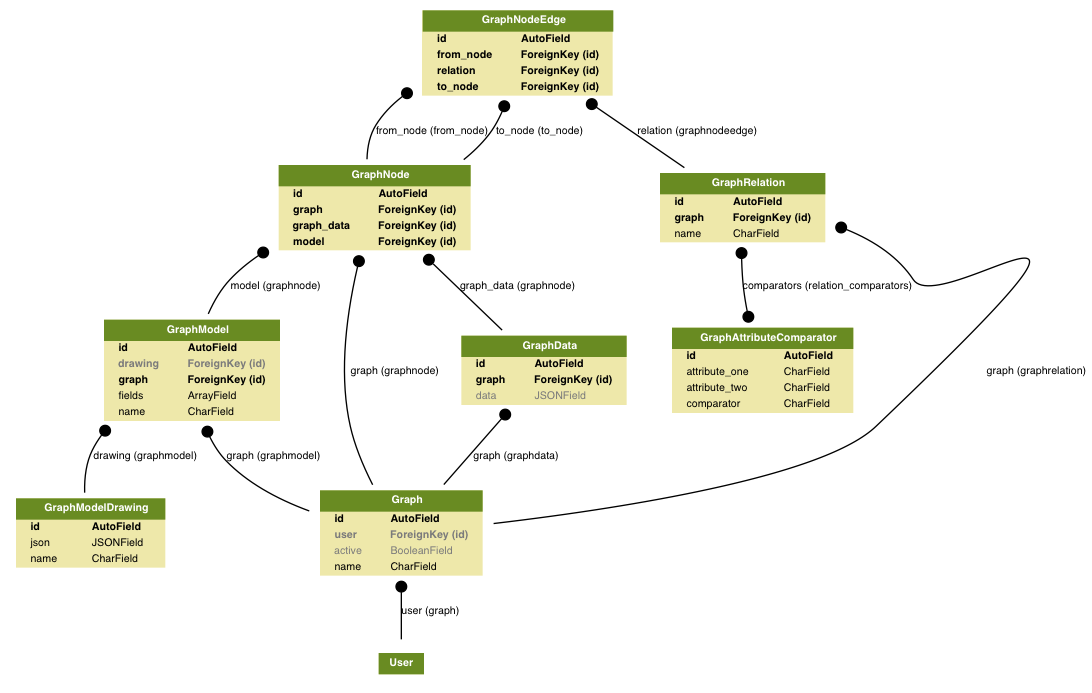 GraphNodeEdge
id AutoField
from_node ForeignKey (id)
relation ForeignKey (id)
to_node ForeignKey (id)
from_node (from_node) to_node (to_node) relation (graphnodeedge)
GraphNode
id AutoField
graph ForeignKey (id)
graph_data ForeignKey (id)
model ForeignKey (id)
GraphRelation
id AutoField
graph ForeignKey (id)
name CharField
model (graphnode) graph_data (graphnode) comparators (relation_comparators)
GraphModel
id AutoField
drawing ForeignKey (id)
graph ForeignKey (id)
fields ArrayField
name CharField
graph (graphnode)
GraphData
id AutoField
graph ForeignKey (id)
data JSONField
GraphAttributeComparator
id AutoField
attribute_one CharField
attribute_two CharField
comparator CharField
graph (graphrelation)
drawing (graphmodel) graph (graphmodel) graph (graphdata)
GraphModelDrawing
id AutoField
json JSONField
name CharField
Graph
id AutoField
user ForeignKey (id)
active BooleanField
name CharField
user (graph)
User